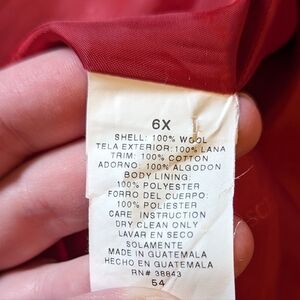 6X
SHELL: 100% WOOL
TELA EXTERIOR: 100% LANA
TRIM: 100% COTTON
ADORNO: 100% ALGODON
BODY LINING:
100% POLYESTER
FORRO DEL CUERPO:
100% POLIESTER
CARE INSTRUCTION
DRY CLEAN ONLY
LAVAR EN SECO
SOLAMENTE
MADE IN GUATEMALA
HECHO EN GUATEMALA
RN# 38843
54